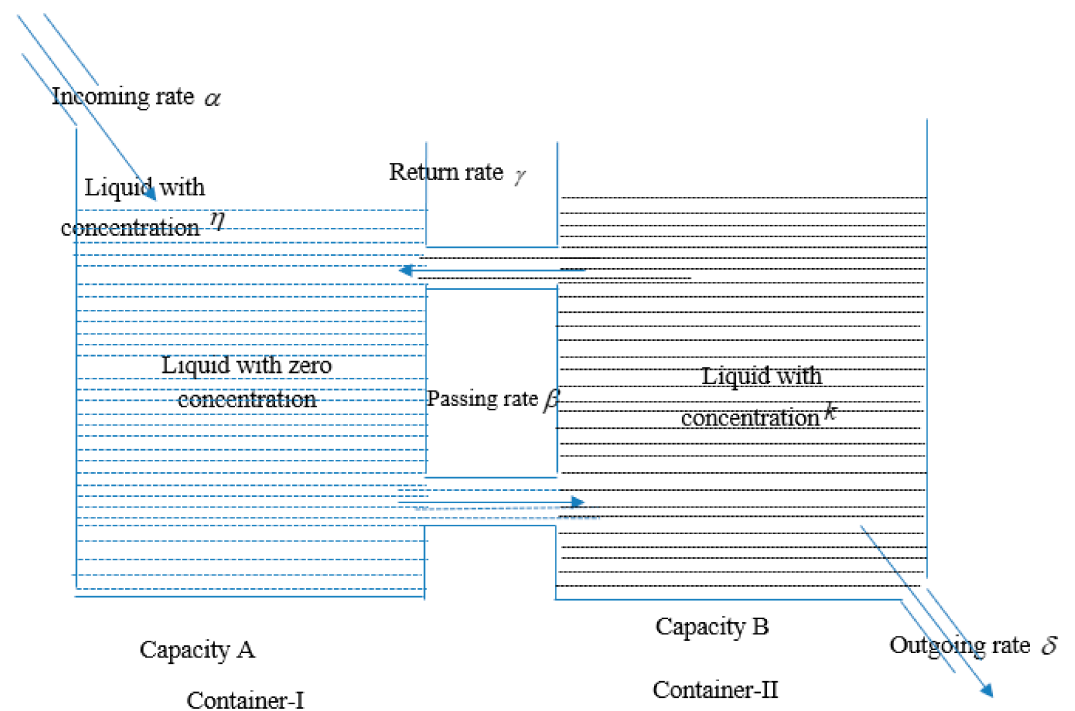 Incoming rate α
Return rate γ
Liquid with
concentration η
Liquid with zero
concentration
Passing rate β
Liquid with
concentration k
Capacity A
Container-I
Capacity B
Container-II
Outgoing rate δ